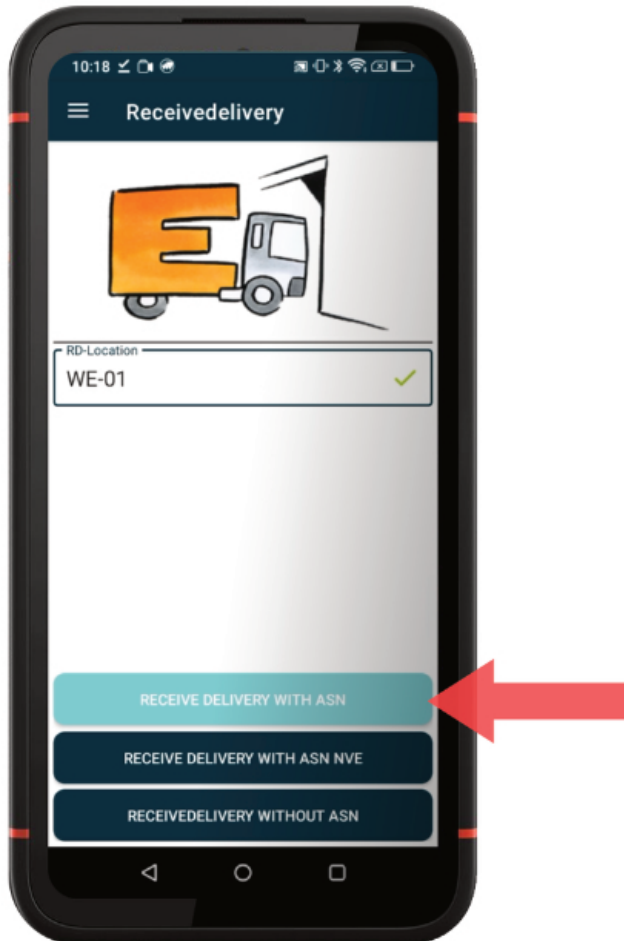 10:18
Receivedelivery
E
RD-Location
WE-01
RECEIVE DELIVERY WITH ASN
RECEIVE DELIVERY WITH ASN NVE
RECEIVEDELIVERY WITHOUT ASN